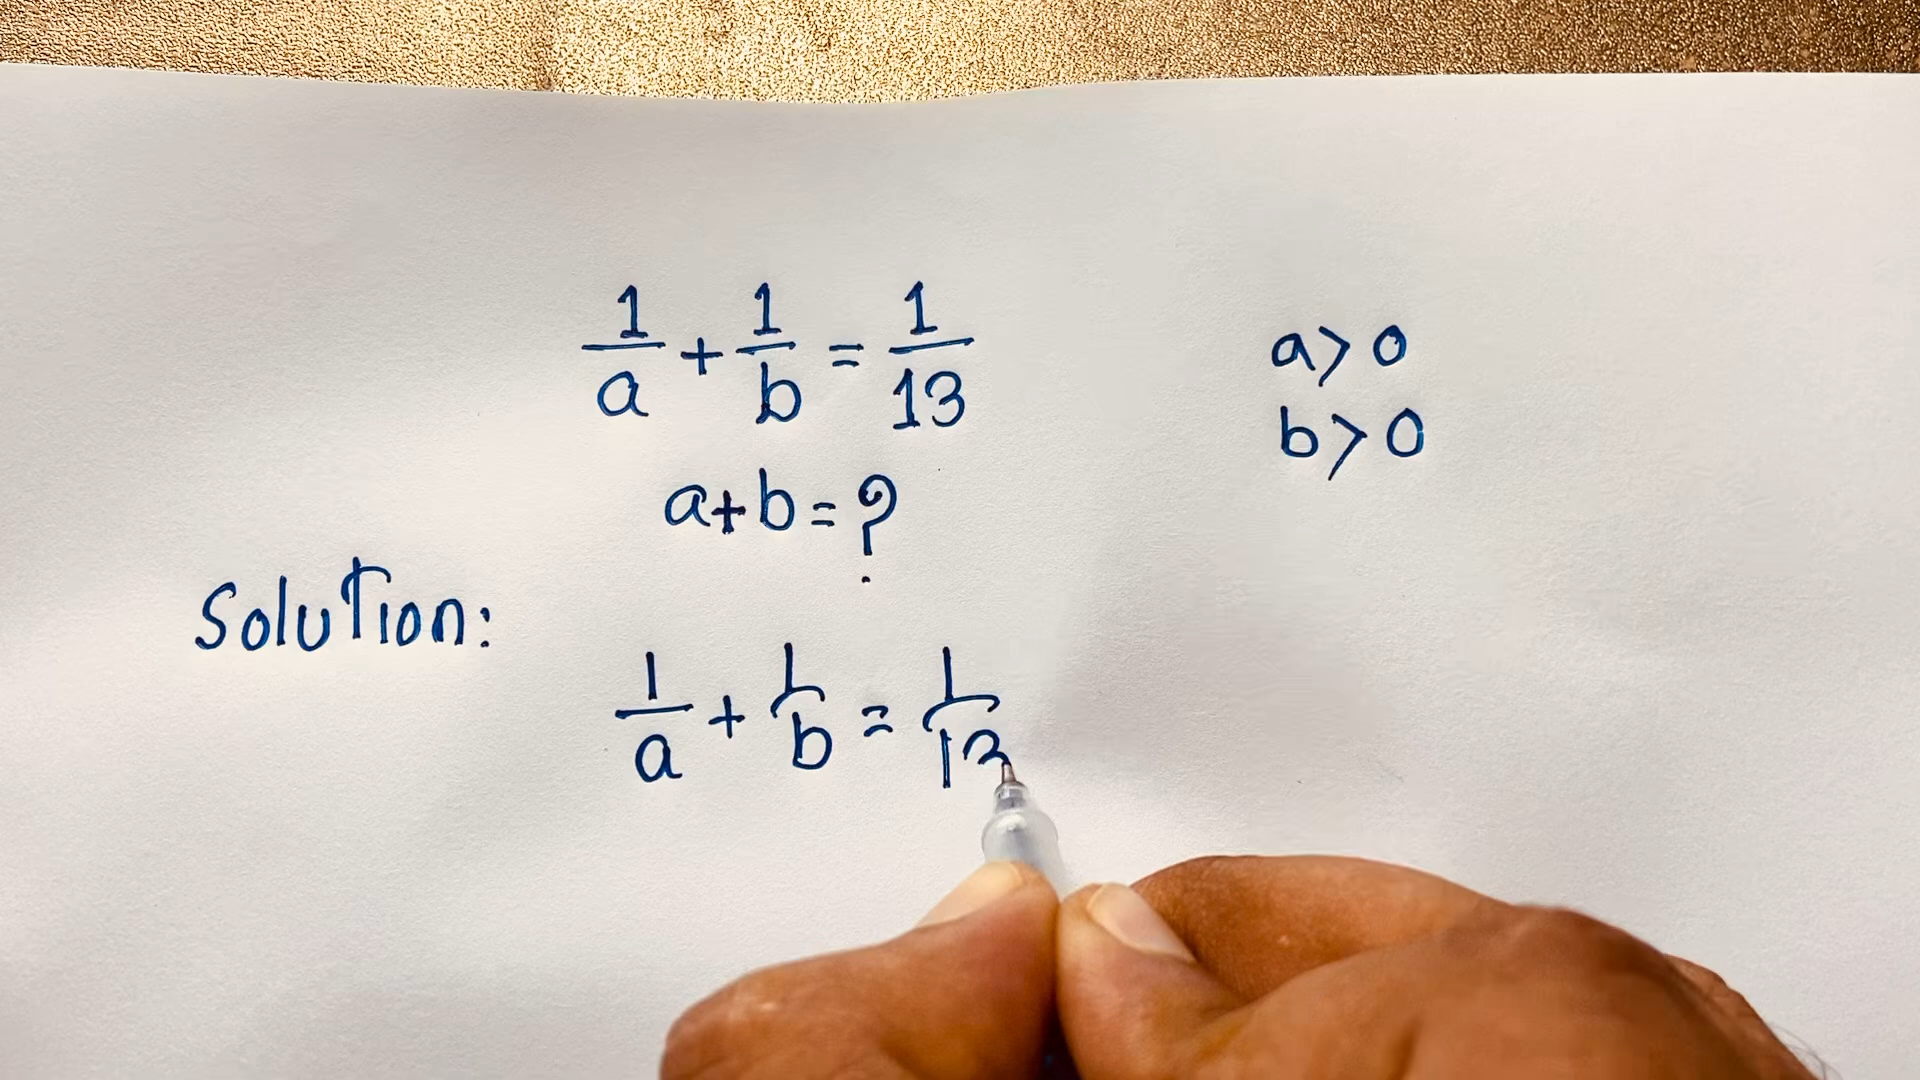 1/a + 1/b = 1/13
a > 0
b > 0
a+b = ?
Solution:
1/a + 1/b = 1/13